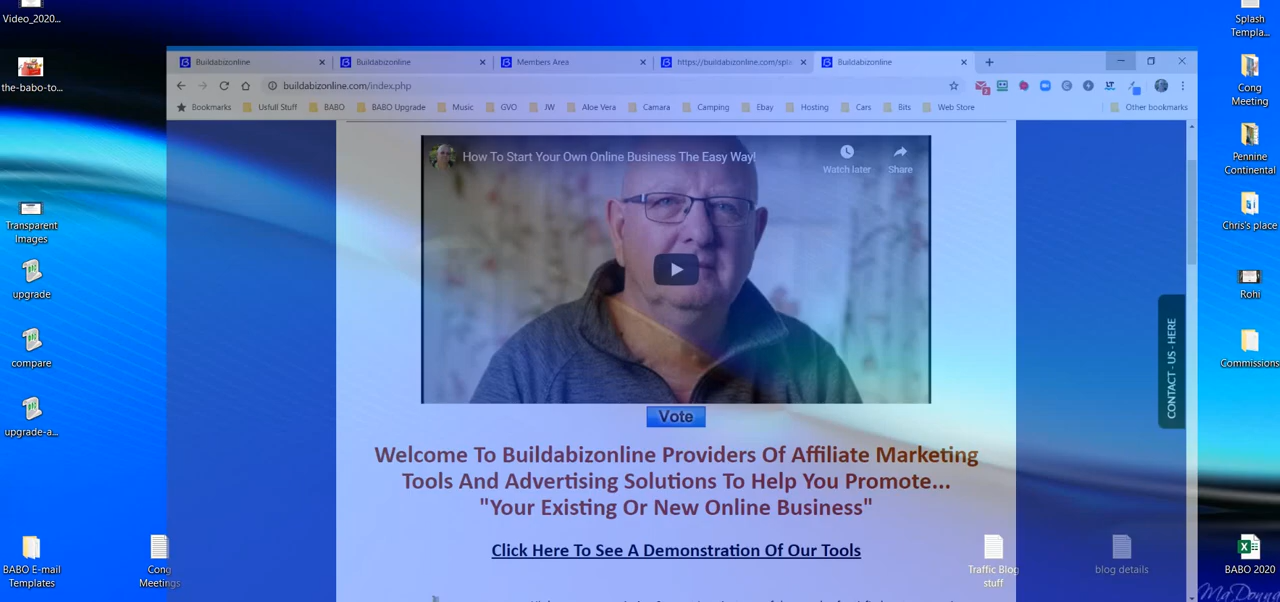 Video_2020...
the-babo-to...
Transparent
Images
upgrade
compare
upgrade-a...
BABO E-mail
Templates
Cong
Meetings
Buildabizonline
Buildabizonline
Members Area
https://buildabizonline.com/spla
Buildabizonline
buildabizonline.com/index.php
Bookmarks
Usfull Stuff
BABO
BABO Upgrade
Music
GVO
JW
Aloe Vera
Camara
Camping
Ebay
Hosting
Cars
Bits
Web Store
Other bookmarks
How To Start Your Own Online Business The Easy Way!
Watch later
Share
Vote
Welcome To Buildabizonline Providers Of Affiliate Marketing
Tools And Advertising Solutions To Help You Promote...
"Your Existing Or New Online Business"
Click Here To See A Demonstration Of Our Tools
CONTACT - US - HERE
Traffic Blog
stuff
blog details
Splash
Templa...
Cong
Meeting
Pennine
Continental
Chris's place
Rohi
Commissions
BABO 2020
MaDonna